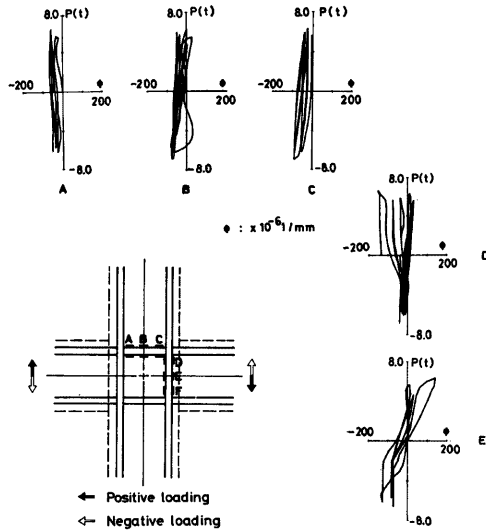 8.0 P(t)
8.0 P(t)
8.0 P(t)
-200 Φ 200
-200 Φ 200
-200 Φ 200
-8.0
-8.0
-8.0
A B C
Φ : x 10⁻⁶ 1/mm
8.0 P(t)
-200 Φ 200
D
-8.0
A B C
D
E
F
8.0 P(t)
-200 Φ 200
E
-8.0
Positive loading
Negative loading